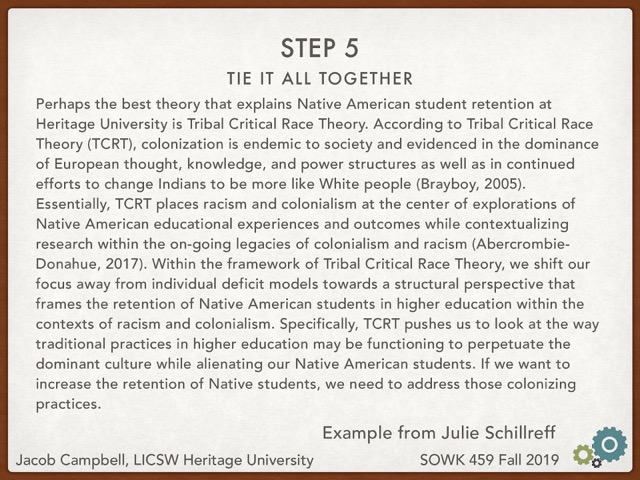 STEP 5
TIE IT ALL TOGETHER
Perhaps the best theory that explains Native American student retention at
Heritage University is Tribal Critical Race Theory. According to Tribal Critical Race
Theory (TCRT), colonization is endemic to society and evidenced in the dominance
of European thought, knowledge, and power structures as well as in continued
efforts to change Indians to be more like White people (Brayboy, 2005).
Essentially, TCRT places racism and colonialism at the center of explorations of
Native American educational experiences and outcomes while contextualizing
research within the on-going legacies of colonialism and racism (Abercrombie-
Donahue, 2017). Within the framework of Tribal Critical Race Theory, we shift our
focus away from individual deficit models towards a structural perspective that
frames the retention of Native American students in higher education within the
contexts of racism and colonialism. Specifically, TCRT pushes us to look at the way
traditional practices in higher education may be functioning to perpetuate the
dominant culture while alienating our Native American students. If we want to
increase the retention of Native students, we need to address those colonizing
practices.
Example from Julie Schillreff
Jacob Campbell, LICSW Heritage University
SOWK 459 Fall 2019